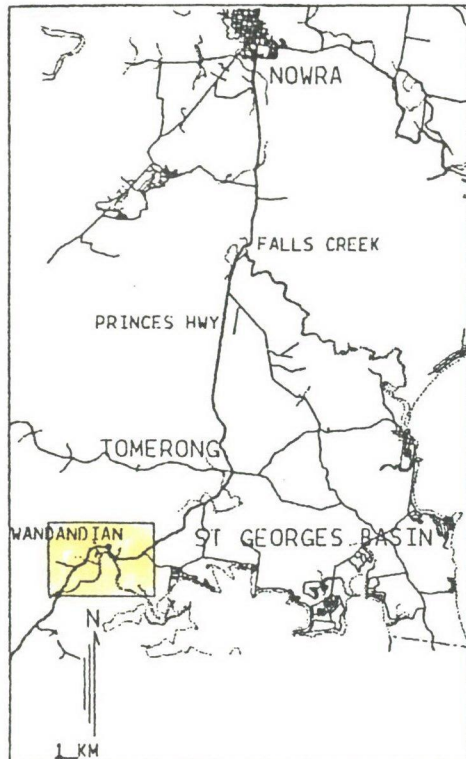 NOWRA
FALLS CREEK
PRINCES HWY
TOMERONG
WANDANDIAN
ST GEORGES BASIN
N
1 KM